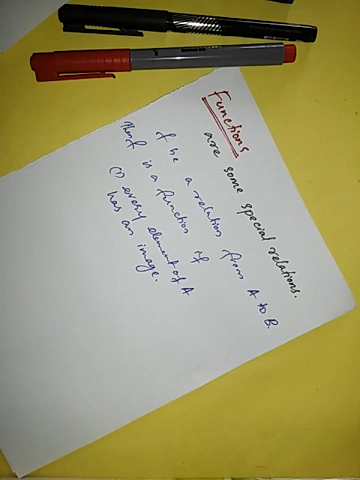 Functions
are some special relations.
f be a relation from A to B.
Then f is a function if
(1) every element of A
has an image.